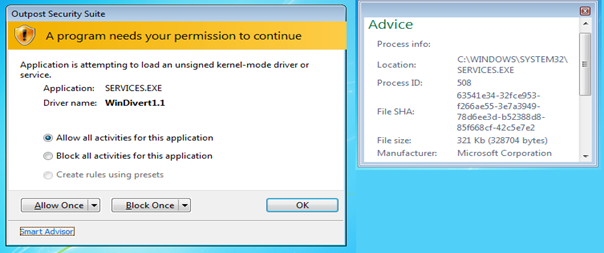 Outpost Security Suite
A program needs your permission to continue
Application is attempting to load an unsigned kernel-mode driver or
service.
Application: SERVICES.EXE
Driver name: WinDivert1.1
Allow all activities for this application
Block all activities for this application
Create rules using presets
Allow Once Block Once OK
Smart Advisor
Advice
Process info:
Location: C:\WINDOWS\SYSTEM32\
SERVICES.EXE
Process ID: 508
File SHA: 63541e34-32fce953-
f266ae55-3e7a3949-
78d6ee3d-b52388d8-
85f668cf-42c5e7e2
File size: 321 Kb (328704 bytes)
Manufacturer: Microsoft Corporation